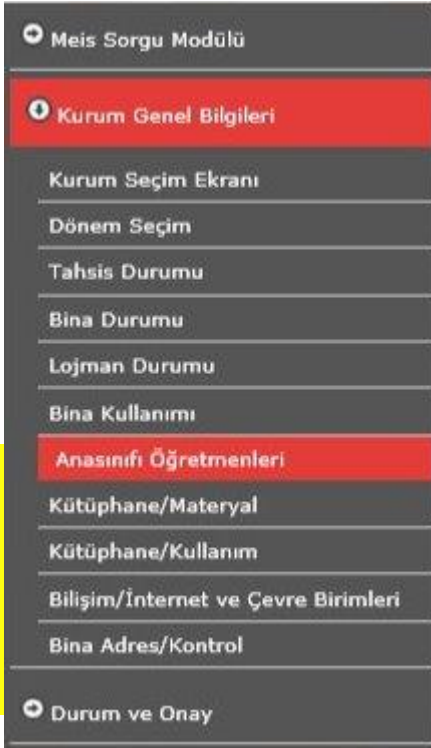 Meis Sorgu Modülü
Kurum Genel Bilgileri
Kurum Seçim Ekranı
Dönem Seçim
Tahsis Durumu
Bina Durumu
Lojman Durumu
Bina Kullanımı
Anasınıfı Öğretmenleri
Kütüphane/Materyal
Kütüphane/Kullanım
Bilişim/İnternet ve Çevre Birimleri
Bina Adres/Kontrol
Durum ve Onay